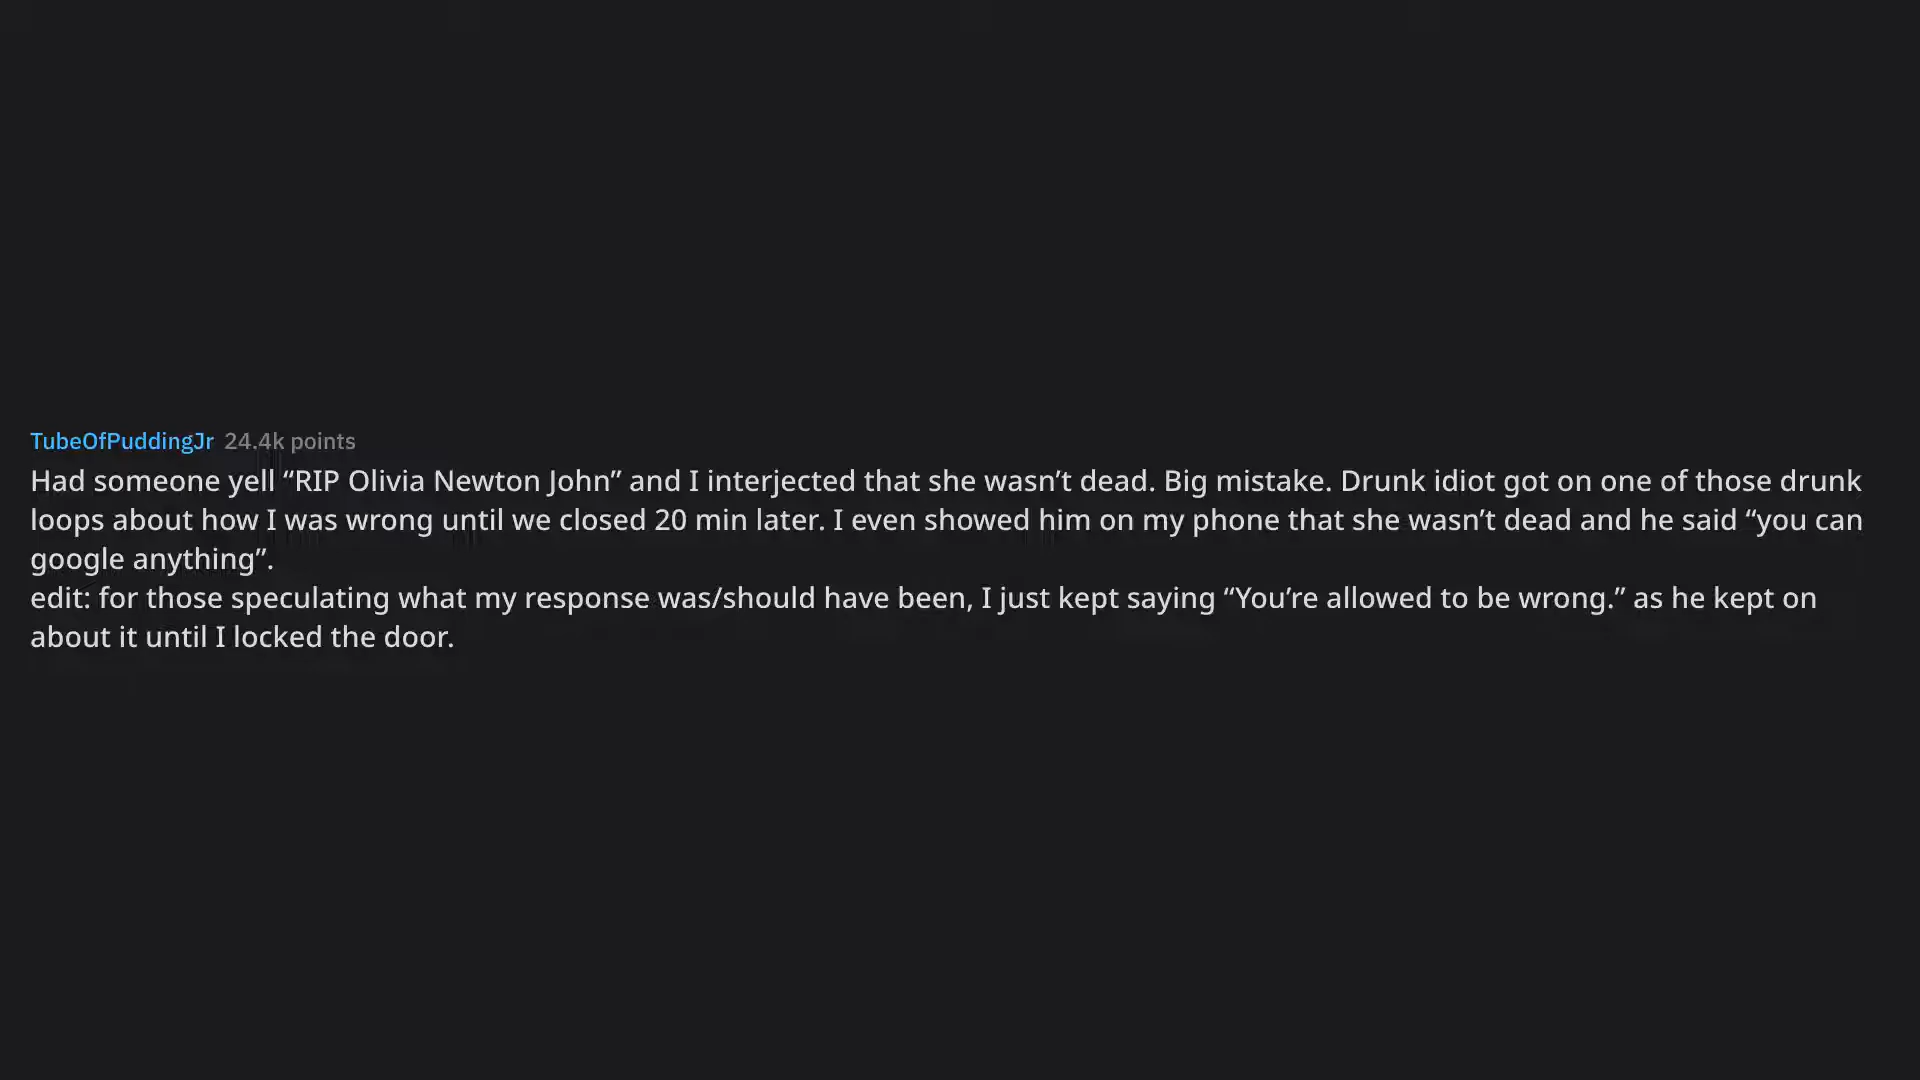 TubeOfPuddingJr 24.4k points
Had someone yell “RIP Olivia Newton John” and I interjected that she wasn’t dead. Big mistake. Drunk idiot got on one of those drunk
loops about how I was wrong until we closed 20 min later. I even showed him on my phone that she wasn’t dead and he said “you can
google anything”.
edit: for those speculating what my response was/should have been, I just kept saying “You’re allowed to be wrong.” as he kept on
about it until I locked the door.